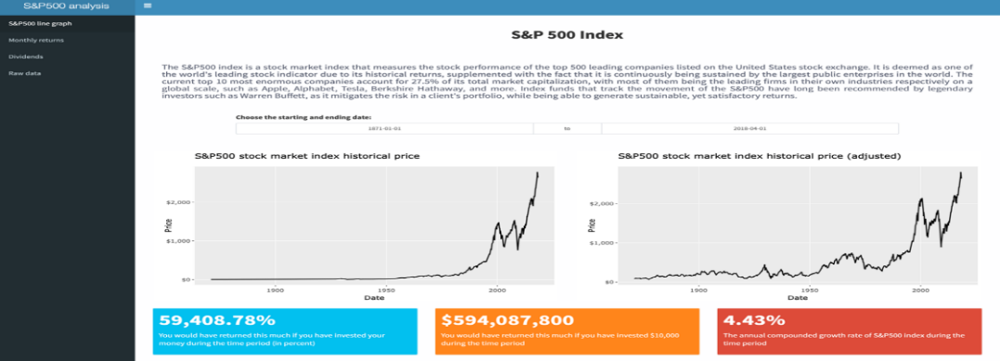 S&P500 analysis
S&P500 line graph
Monthly returns
Dividends
Raw data
S&P 500 Index
The S&P500 index is a stock market index that measures the stock performance of the top 500 leading companies listed on the United States stock exchange. It is deemed as one of
the world's leading stock indicator due to its historical returns, supplemented with the fact that it is continuously being sustained by the largest public enterprises in the world. The
current top 10 most enormous companies account for 27.5% of its total market capitalization, with most of them being the leading firms in their own industries respectively on a
global scale, such as Apple, Alphabet, Tesla, Berkshire Hathaway, and more. Index funds that track the movement of the S&P500 have long been recommended by legendary
investors such as Warren Buffett, as it mitigates the risk in a client's portfolio, while being able to generate sustainable, yet satisfactory returns.
Choose the starting and ending date:
1871-01-01 to 2018-04-01
S&P500 stock market index historical price
$2,000
$1,000
$0
Price
1900 1950 2000
Date
S&P500 stock market index historical price (adjusted)
$2,000
$1,000
$0
Price
1900 1950 2000
Date
59,408.78%
You would have returned this much if you have invested your
money during the time period (in percent)
$594,087,800
You would have returned this much if you have invested $10,000
during the time period
4.43%
The annual compounded growth rate of S&P500 index during the
time period